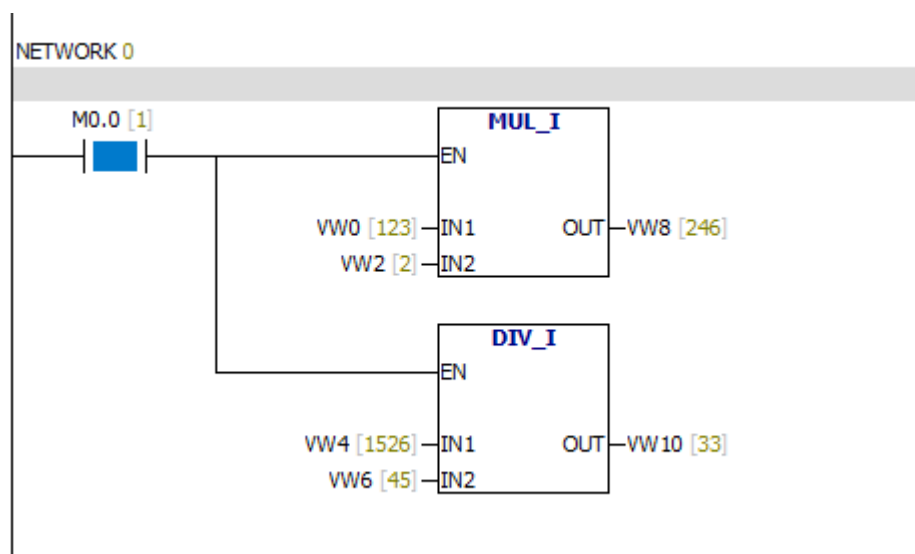 NETWORK 0
M0.0 [1]
MUL_I
EN
VW0 [123] IN1 OUT VW8 [246]
VW2 [2] IN2
DIV_I
EN
VW4 [1526] IN1 OUT VW10 [33]
VW6 [45] IN2